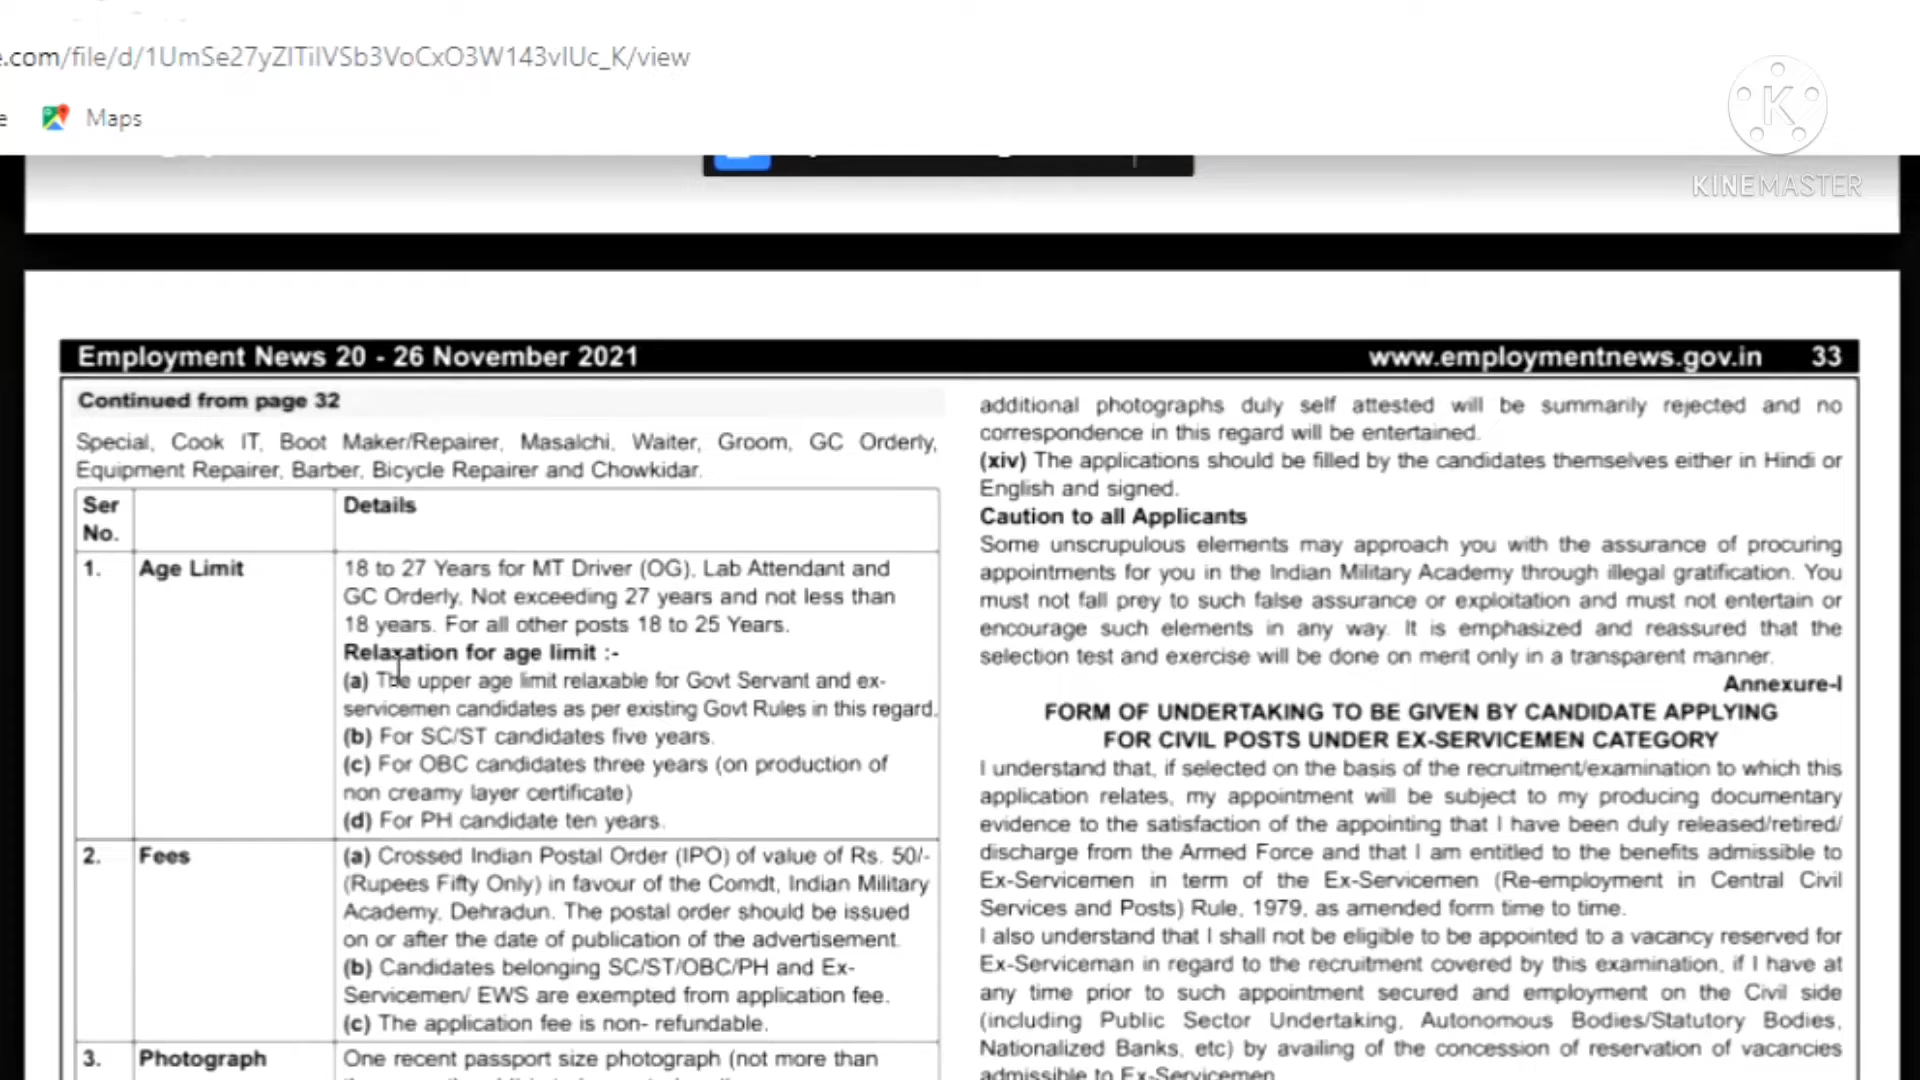 e.com/file/d/1UmSe27yZlTiIVSb3VoCxO3W143vlUc_K/view
e Maps
K
KINEMASTER
Employment News 20 - 26 November 2021 www.employmentnews.gov.in 33
Continued from page 32
Special, Cook IT, Boot Maker/Repairer, Masalchi, Waiter, Groom, GC Orderly,
Equipment Repairer, Barber, Bicycle Repairer and Chowkidar.
Ser
No.
Details
1. Age Limit
18 to 27 Years for MT Driver (OG), Lab Attendant and
GC Orderly, Not exceeding 27 years and not less than
18 years. For all other posts 18 to 25 Years.
Relaxation for age limit :-
(a) The upper age limit relaxable for Govt Servant and ex-
servicemen candidates as per existing Govt Rules in this regard.
(b) For SC/ST candidates five years.
(c) For OBC candidates three years (on production of
non creamy layer certificate)
(d) For PH candidate ten years.
2. Fees
(a) Crossed Indian Postal Order (IPO) of value of Rs. 50/-
(Rupees Fifty Only) in favour of the Comdt, Indian Military
Academy, Dehradun. The postal order should be issued
on or after the date of publication of the advertisement.
(b) Candidates belonging SC/ST/OBC/PH and Ex-
Servicemen/ EWS are exempted from application fee.
(c) The application fee is non- refundable.
3. Photograph
One recent passport size photograph (not more than
additional photographs duly self attested will be summarily rejected and no
correspondence in this regard will be entertained.
(xiv) The applications should be filled by the candidates themselves either in Hindi or
English and signed.
Caution to all Applicants
Some unscrupulous elements may approach you with the assurance of procuring
appointments for you in the Indian Military Academy through illegal gratification. You
must not fall prey to such false assurance or exploitation and must not entertain or
encourage such elements in any way. It is emphasized and reassured that the
selection test and exercise will be done on merit only in a transparent manner.
Annexure-I
FORM OF UNDERTAKING TO BE GIVEN BY CANDIDATE APPLYING
FOR CIVIL POSTS UNDER EX-SERVICEMEN CATEGORY
I understand that, if selected on the basis of the recruitment/examination to which this
application relates, my appointment will be subject to my producing documentary
evidence to the satisfaction of the appointing that I have been duly released/retired/
discharge from the Armed Force and that I am entitled to the benefits admissible to
Ex-Servicemen in term of the Ex-Servicemen (Re-employment in Central Civil
Services and Posts) Rule, 1979, as amended form time to time.
I also understand that I shall not be eligible to be appointed to a vacancy reserved for
Ex-Serviceman in regard to the recruitment covered by this examination, if I have at
any time prior to such appointment secured and employment on the Civil side
(including Public Sector Undertaking, Autonomous Bodies/Statutory Bodies,
Nationalized Banks, etc) by availing of the concession of reservation of vacancies
admissible to Ex-Servicemen